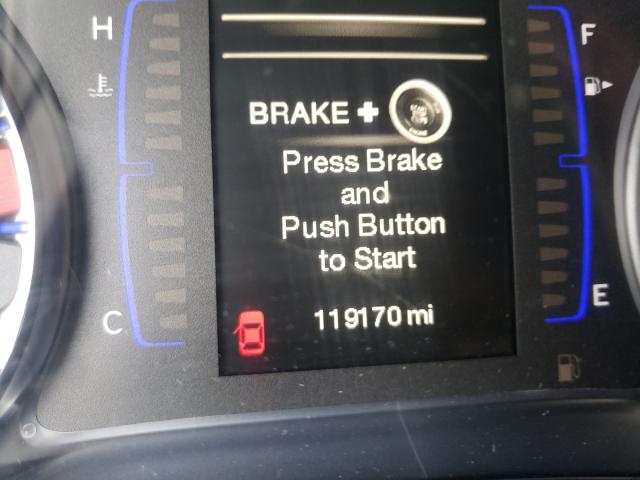 H
F
BRAKE +
Press Brake
and
Push Button
to Start
E
C
119170 mi